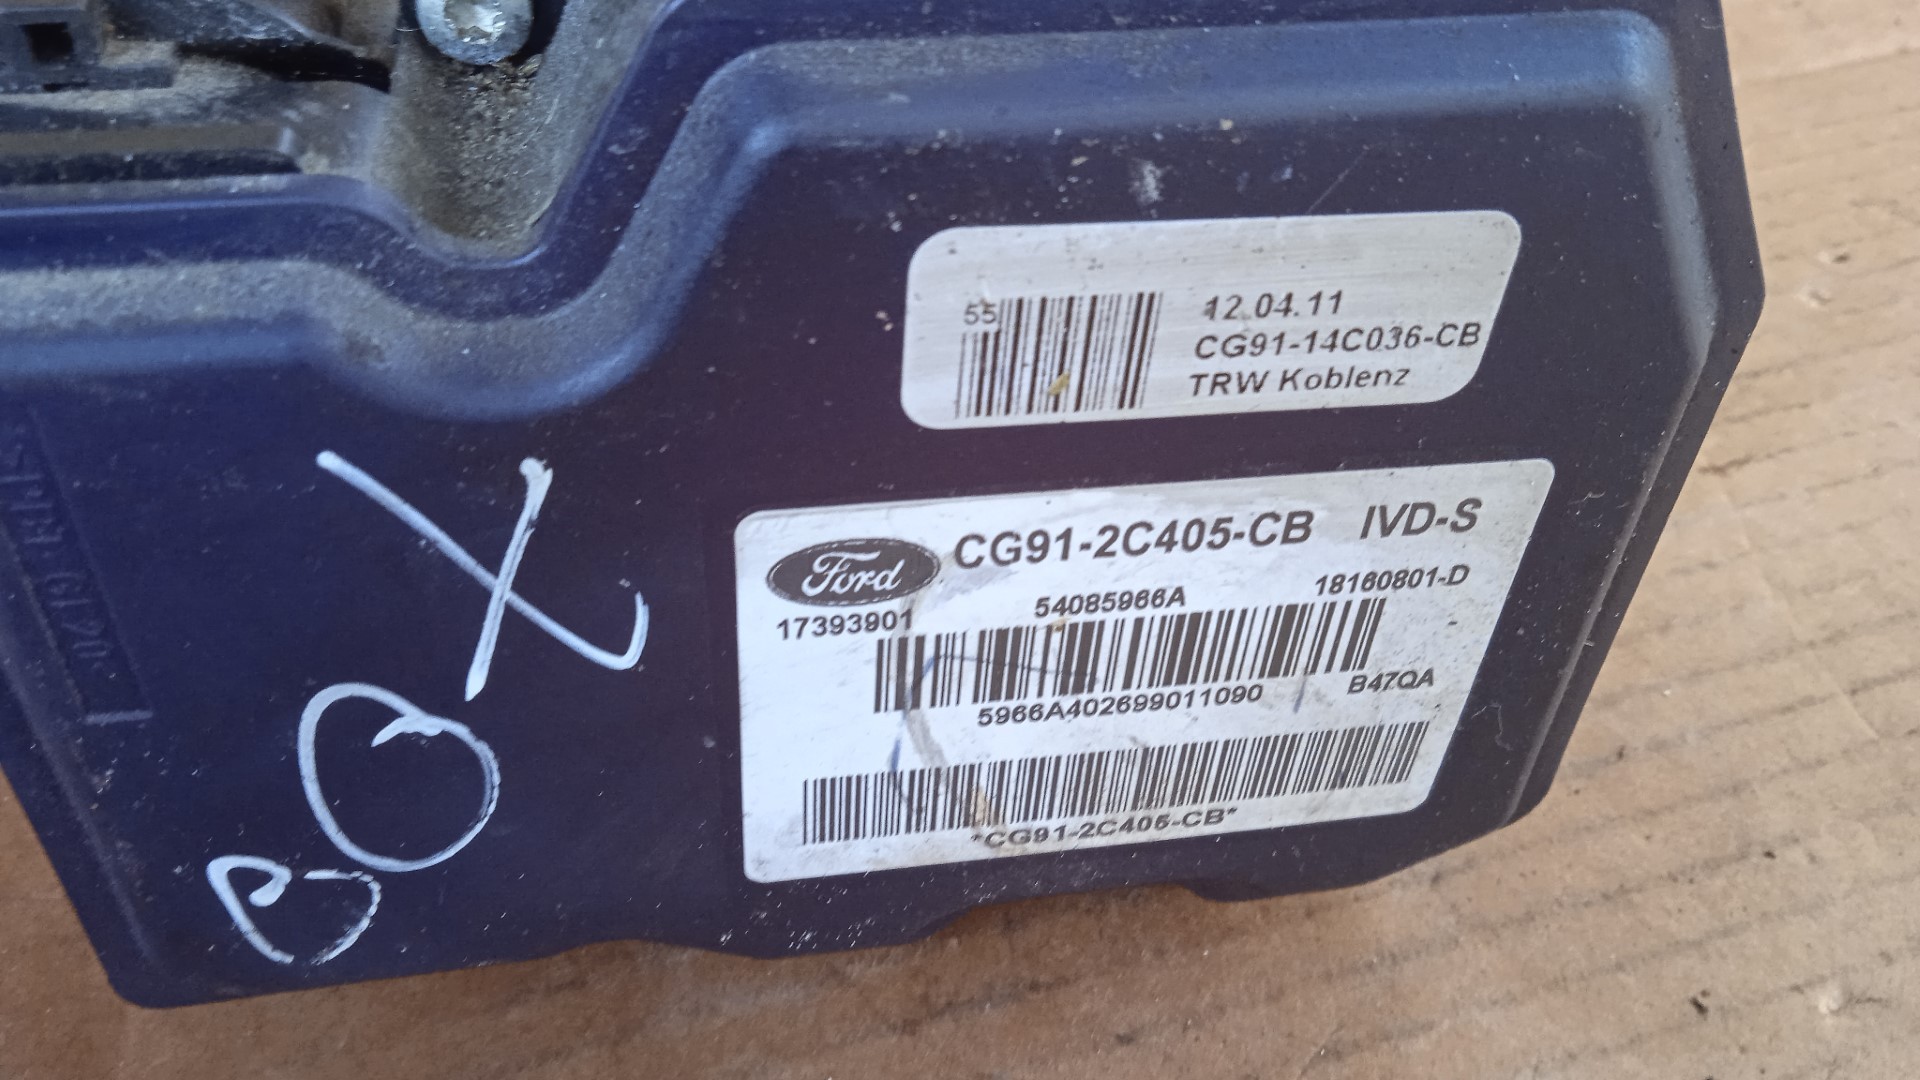 55
12.04.11
CG91-14C036-CB
TRW Koblenz
Ford
CG91-2C405-CB IVD-S
17393901
54085966A
18160801-D
5966A402699011090
B47QA
*CG91-2C405-CB*
BOX